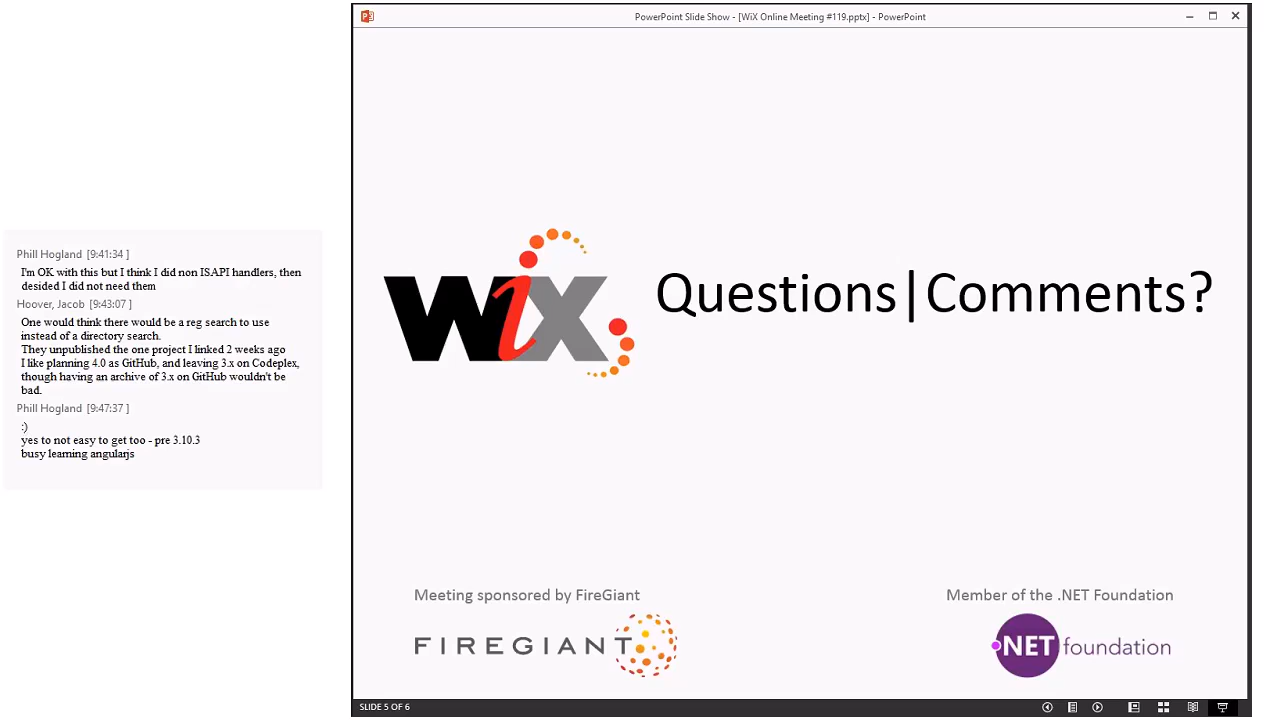 PowerPoint Slide Show - [WiX Online Meeting #119.pptx] - PowerPoint
Phill Hogland [9:41:34 ]
I'm OK with this but I think I did non ISAPI handlers, then
desided I did not need them
Hoover, Jacob [9:43:07 ]
One would think there would be a reg search to use
instead of a directory search.
They unpublished the one project I linked 2 weeks ago
I like planning 4.0 as GitHub, and leaving 3.x on Codeplex,
though having an archive of 3.x on GitHub wouldn't be
bad.
Phill Hogland [9:47:37 ]
:)
yes to not easy to get too - pre 3.10.3
busy learning angularjs
WiX
Questions|Comments?
Meeting sponsored by FireGiant
FIREGIANT
Member of the .NET Foundation
.NET foundation
SLIDE 5 OF 6